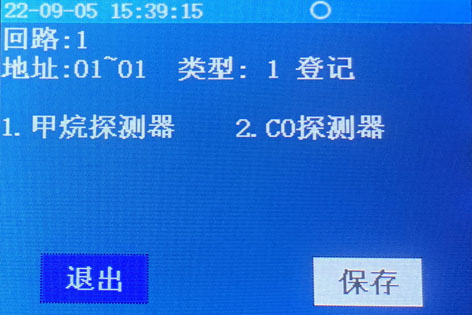 22-09-05 15:39:15
回路:1
地址:01~01 类型: 1 登记
1.甲烷探测器 2.CO探测器
退出 保存